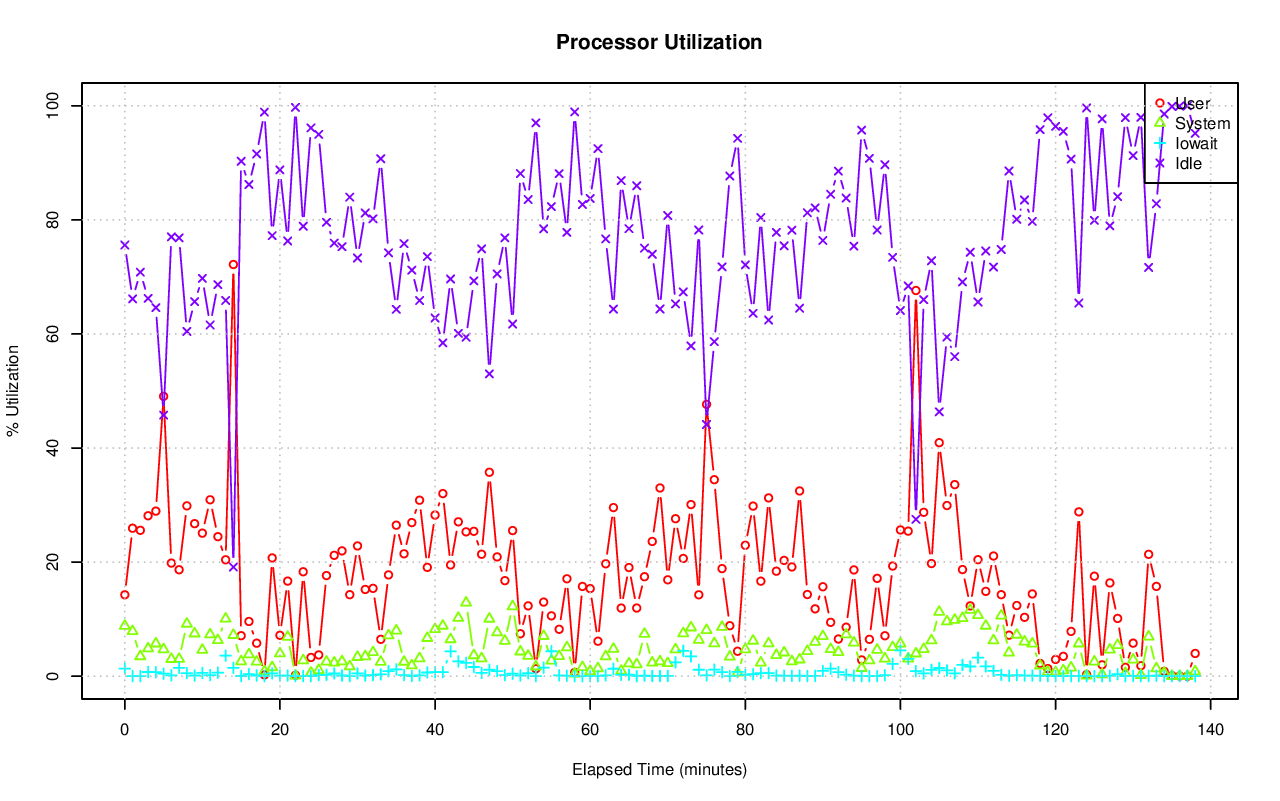 Processor Utilization
% Utilization
100
80
60
40
20
0
User
System
Iowait
Idle
0 20 40 60 80 100 120 140
Elapsed Time (minutes)